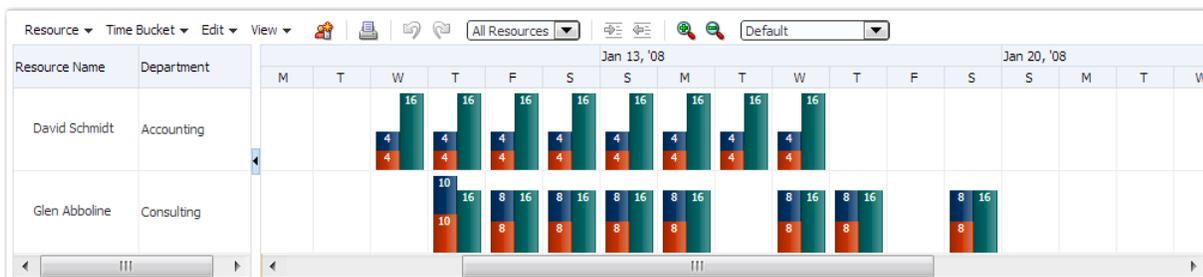 Resource Time Bucket Edit View All Resources Default
Jan 13, '08 Jan 20, '08
Resource Name Department M T W T F S S M T W T F S S M T W
16 16 16 16 16 16 16 16
David Schmidt Accounting 4 4 4 4 4 4 4 4
4 4 4 4 4 4 4 4
10 16 8 16 8 16 8 16 8 16 8 16 8 16 8 16
Glen Abboline Consulting
10 8 8 8 8 8 8 8